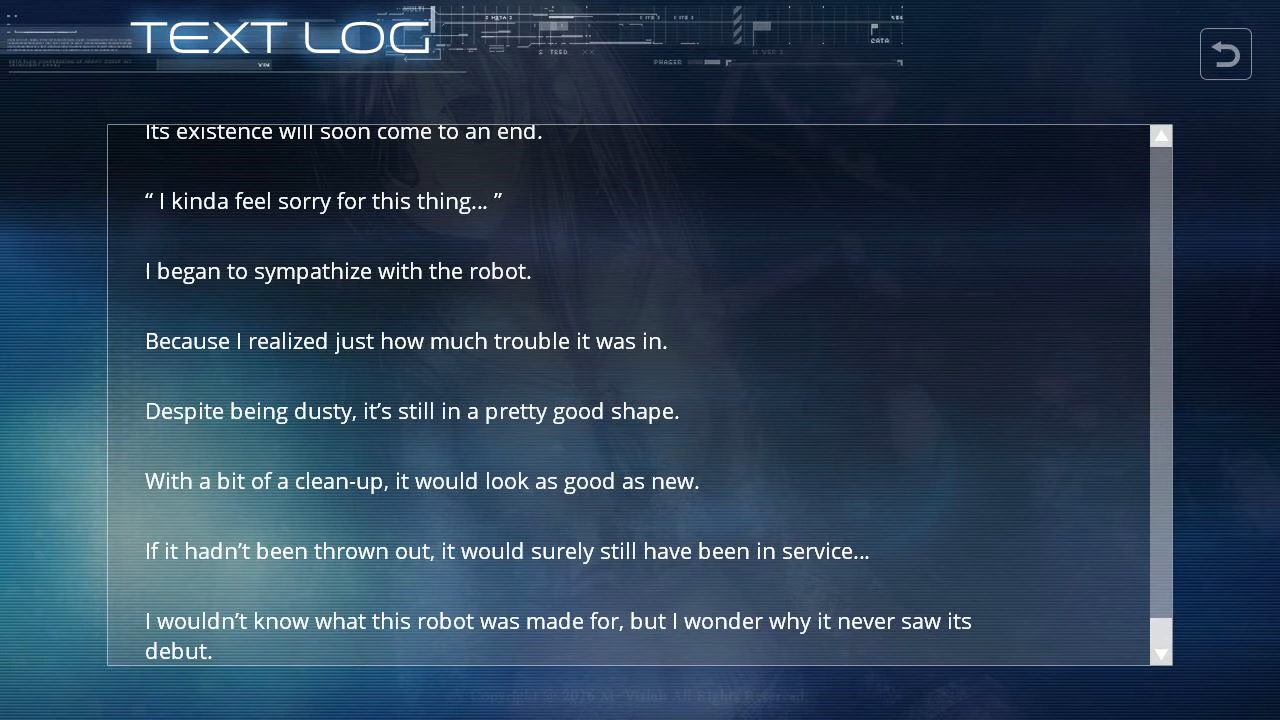 TEXT LOG
Its existence will soon come to an end.
“ I kinda feel sorry for this thing... ”
I began to sympathize with the robot.
Because I realized just how much trouble it was in.
Despite being dusty, it’s still in a pretty good shape.
With a bit of a clean-up, it would look as good as new.
If it hadn’t been thrown out, it would surely still have been in service...
I wouldn’t know what this robot was made for, but I wonder why it never saw its
debut.